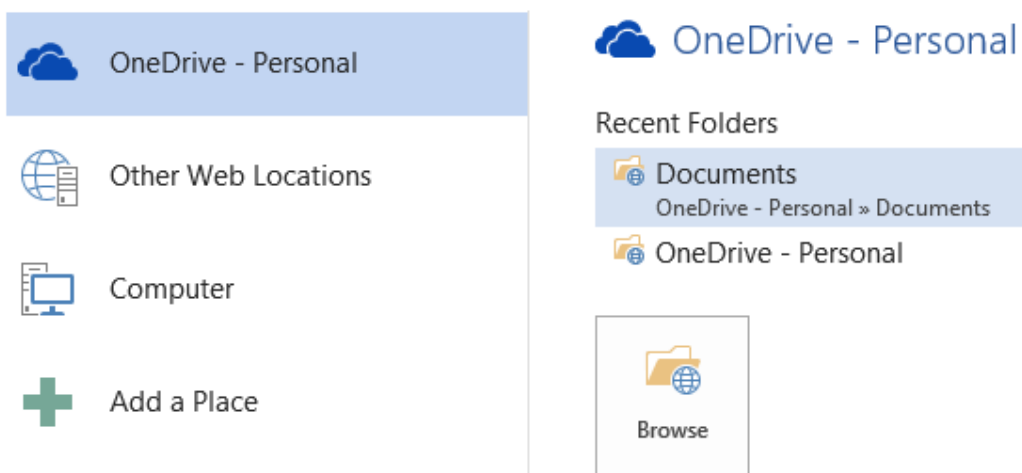 OneDrive - Personal
Other Web Locations
Computer
Add a Place
OneDrive - Personal
Recent Folders
Documents
OneDrive - Personal » Documents
OneDrive - Personal
Browse